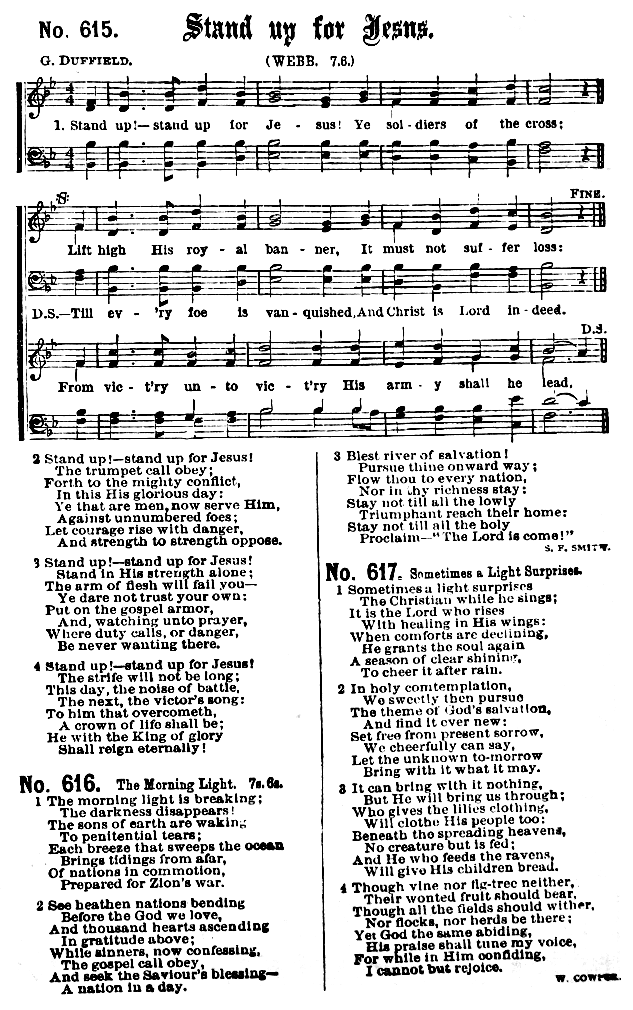 No. 615. Stand up for Jesus.
G. DUFFIELD. (WEBB. 7.6.)
1. Stand up!—stand up for Je - sus! Ye sol - diers of the cross;
FINE.
Lift high His roy - al ban - ner, It must not suf - fer loss:
D.S.—Till ev - 'ry foe is van - quished, And Christ is Lord in - deed.
D.S.
From vic - t'ry un - to vic - t'ry His arm - y shall he lead,
2 Stand up!—stand up for Jesus!
The trumpet call obey;
Forth to the mighty conflict,
In this His glorious day:
Ye that are men, now serve Him,
Against unnumbered foes;
Let courage rise with danger,
And strength to strength oppose.
3 Stand up!—stand up for Jesus!
Stand in His strength alone;
The arm of flesh will fail you—
Ye dare not trust your own:
Put on the gospel armor,
And, watching unto prayer,
Where duty calls, or danger,
Be never wanting there.
4 Stand up!—stand up for Jesus!
The strife will not be long;
This day, the noise of battle,
The next, the victor's song:
To him that overcometh,
A crown of life shall be;
He with the King of glory
Shall reign eternally!
No. 616. The Morning Light. 7s. 6s.
1 The morning light is breaking;
The darkness disappears!
The sons of earth are waking
To penitential tears;
Each breeze that sweeps the ocean
Brings tidings from afar,
Of nations in commotion,
Prepared for Zion's war.
2 See heathen nations bending
Before the God we love,
And thousand hearts ascending
In gratitude above;
While sinners, now confessing,
The gospel call obey,
And seek the Saviour's blessing—
A nation in a day.
3 Blest river of salvation!
Pursue thine onward way;
Flow thou to every nation,
Nor in thy richness stay:
Stay not till all the lowly
Triumphant reach their home:
Stay not till all the holy
Proclaim—"The Lord is come!"
S. F. SMITH.
No. 617. Sometimes a Light Surprises.
1 Sometimes a light surprises
The Christian while he sings;
It is the Lord who rises
With healing in His wings:
When comforts are declining,
He grants the soul again
A season of clear shining,
To cheer it after rain.
2 In holy comtemplation,
We sweetly then pursue
The theme of God's salvation,
And find it ever new:
Set free from present sorrow,
We cheerfully can say,
Let the unknown to-morrow
Bring with it what it may.
3 It can bring with it nothing,
But He will bring us through;
Who gives the lilies clothing,
Will clothe His people too:
Beneath the spreading heavens,
No creature but is fed;
And He who feeds the ravens,
Will give His children bread.
4 Though vine nor fig-tree neither,
Their wonted fruit should bear,
Though all the fields should wither,
Nor flocks, nor herds be there;
Yet God the same abiding,
His praise shall tune my voice,
For while in Him confiding,
I cannot but rejoice.
W. COWPER.